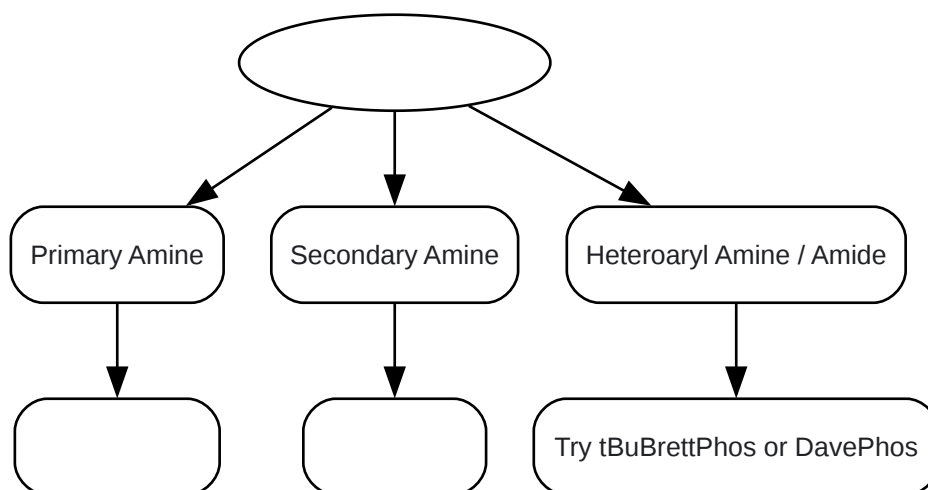 Primary Amine
Secondary Amine
Heteroaryl Amine / Amide
Try tBuBrettPhos or DavePhos